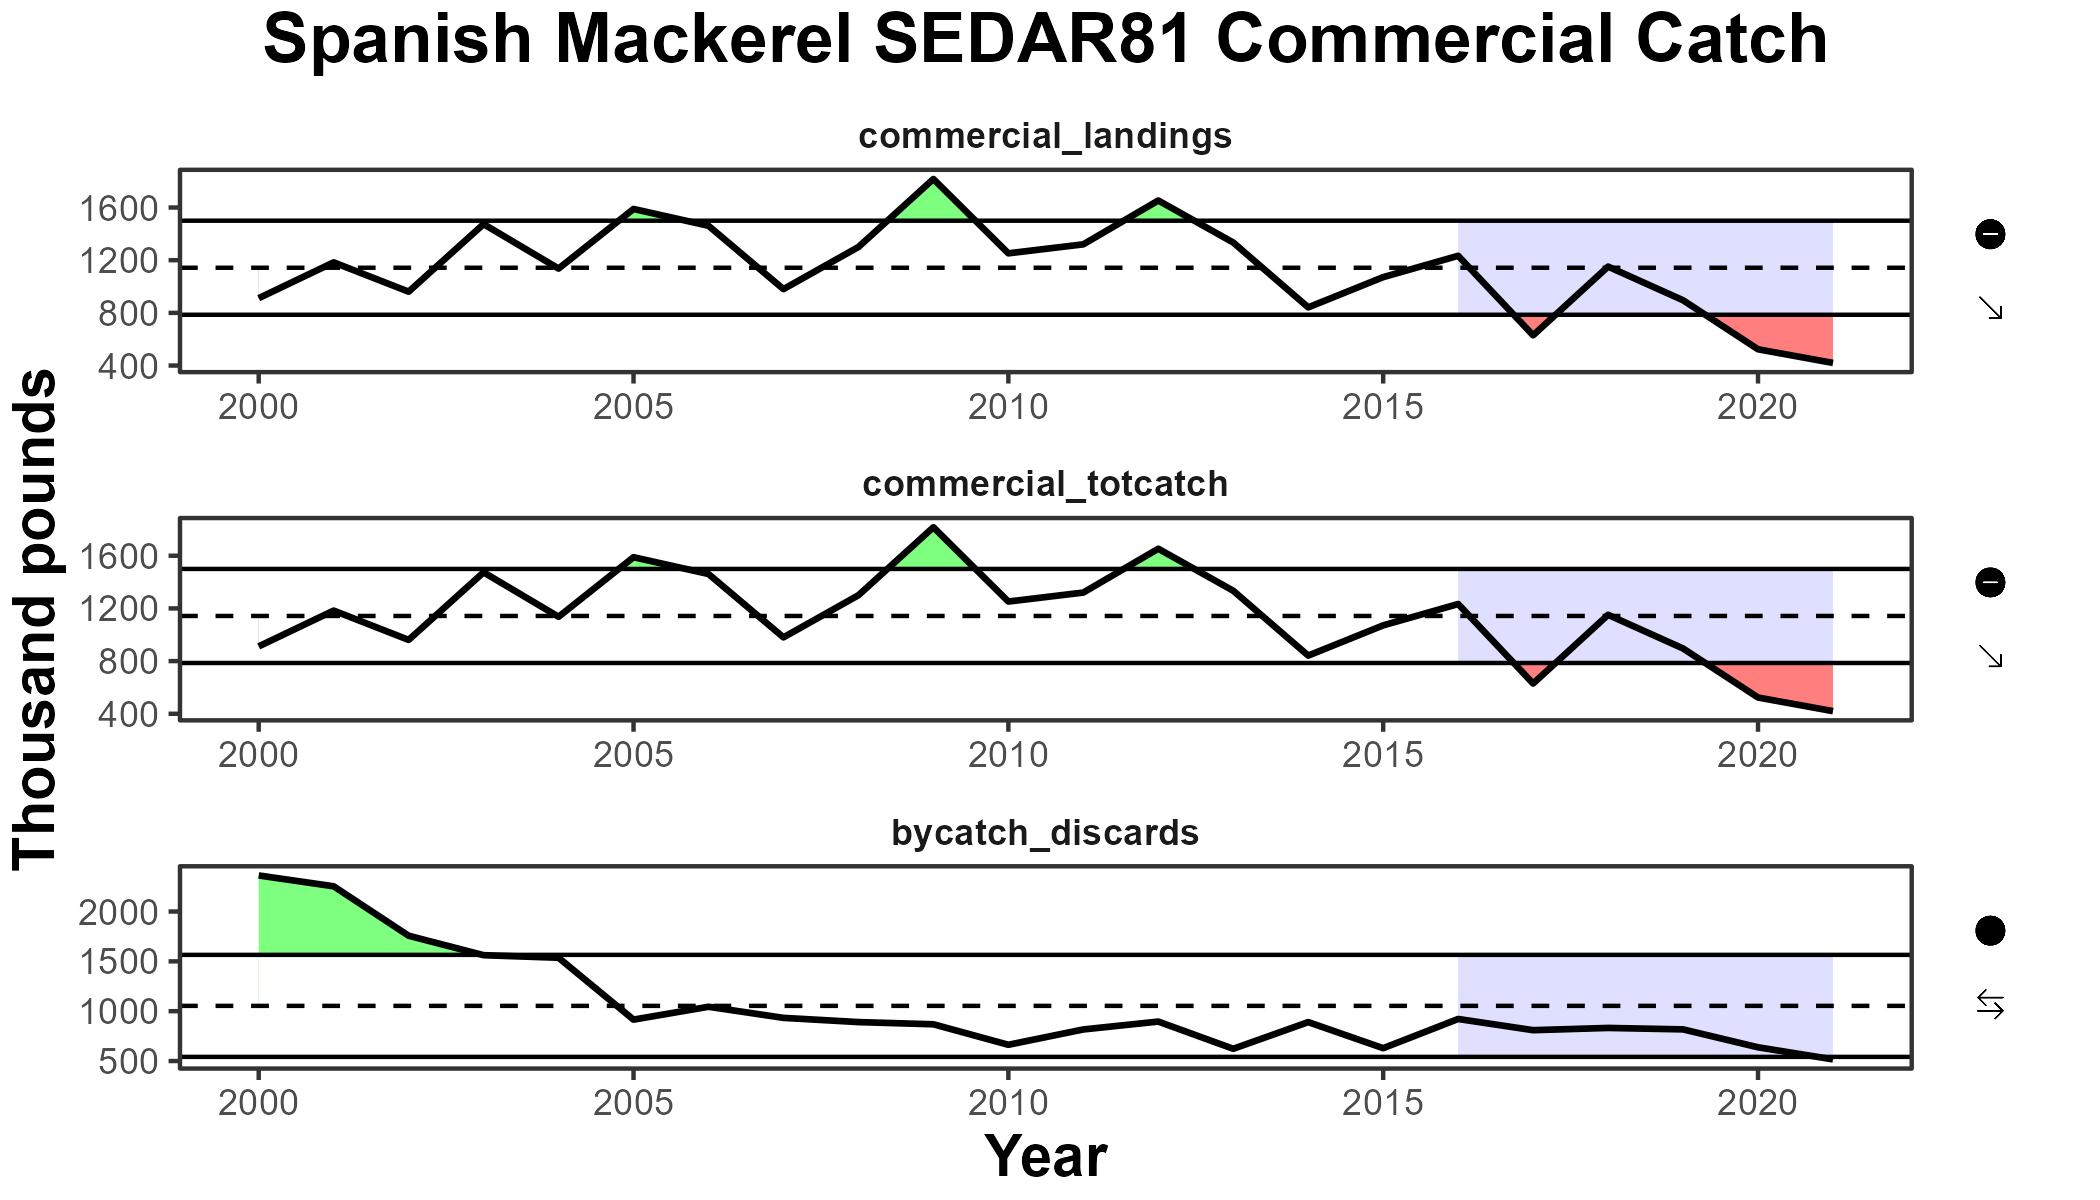 Spanish Mackerel SEDAR81 Commercial Catch
Thousand pounds
commercial_landings
1600
1200
800
400
2000 2005 2010 2015 2020
commercial_totcatch
1600
1200
800
400
2000 2005 2010 2015 2020
bycatch_discards
2000
1500
1000
500
2000 2005 2010 2015 2020
Year